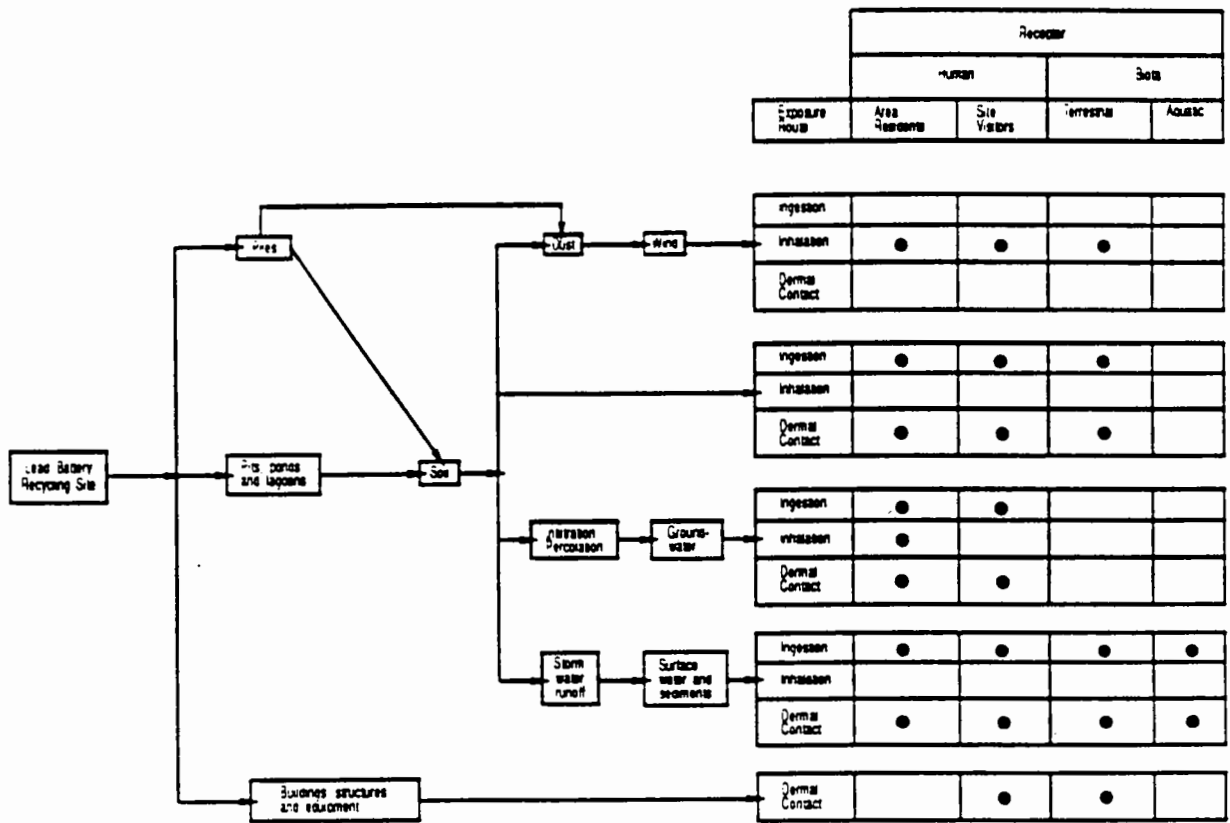 Receptor
Human Biota
Exposure
Route
Area
Residents
Site
Visitors
Terrestrial
Aquatic
Ingestion
Inhalation
Dermal
Contact
Dust
Wind
Ingestion
Inhalation
Dermal
Contact
Lead Battery
Recycling Site
Pits, ponds
and lagoons
Soil
Infiltration
Percolation
Ground-
water
Ingestion
Inhalation
Dermal
Contact
Storm
water
runoff
Surface
water and
sediments
Ingestion
Inhalation
Dermal
Contact
Buildings, structures
and equipment
Dermal
Contact